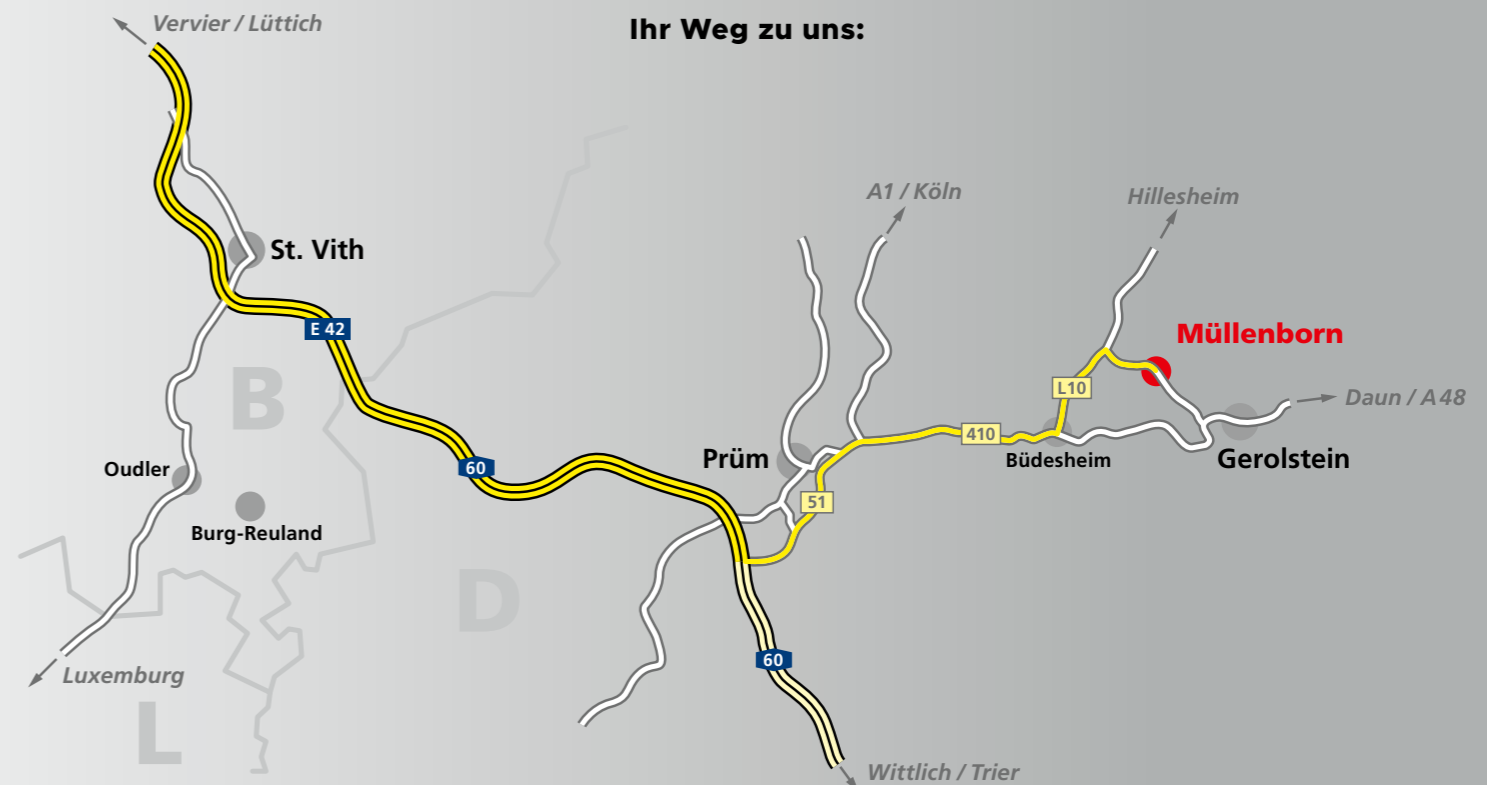 Vervier / Lüttich
Ihr Weg zu uns:
A1 / Köln
Hillesheim
St. Vith
E 42
Müllenborn
B
L10
Daun / A 48
410
Prüm
Büdesheim
Gerolstein
Oudler
60
51
Burg-Reuland
D
60
Luxemburg
L
Wittlich / Trier